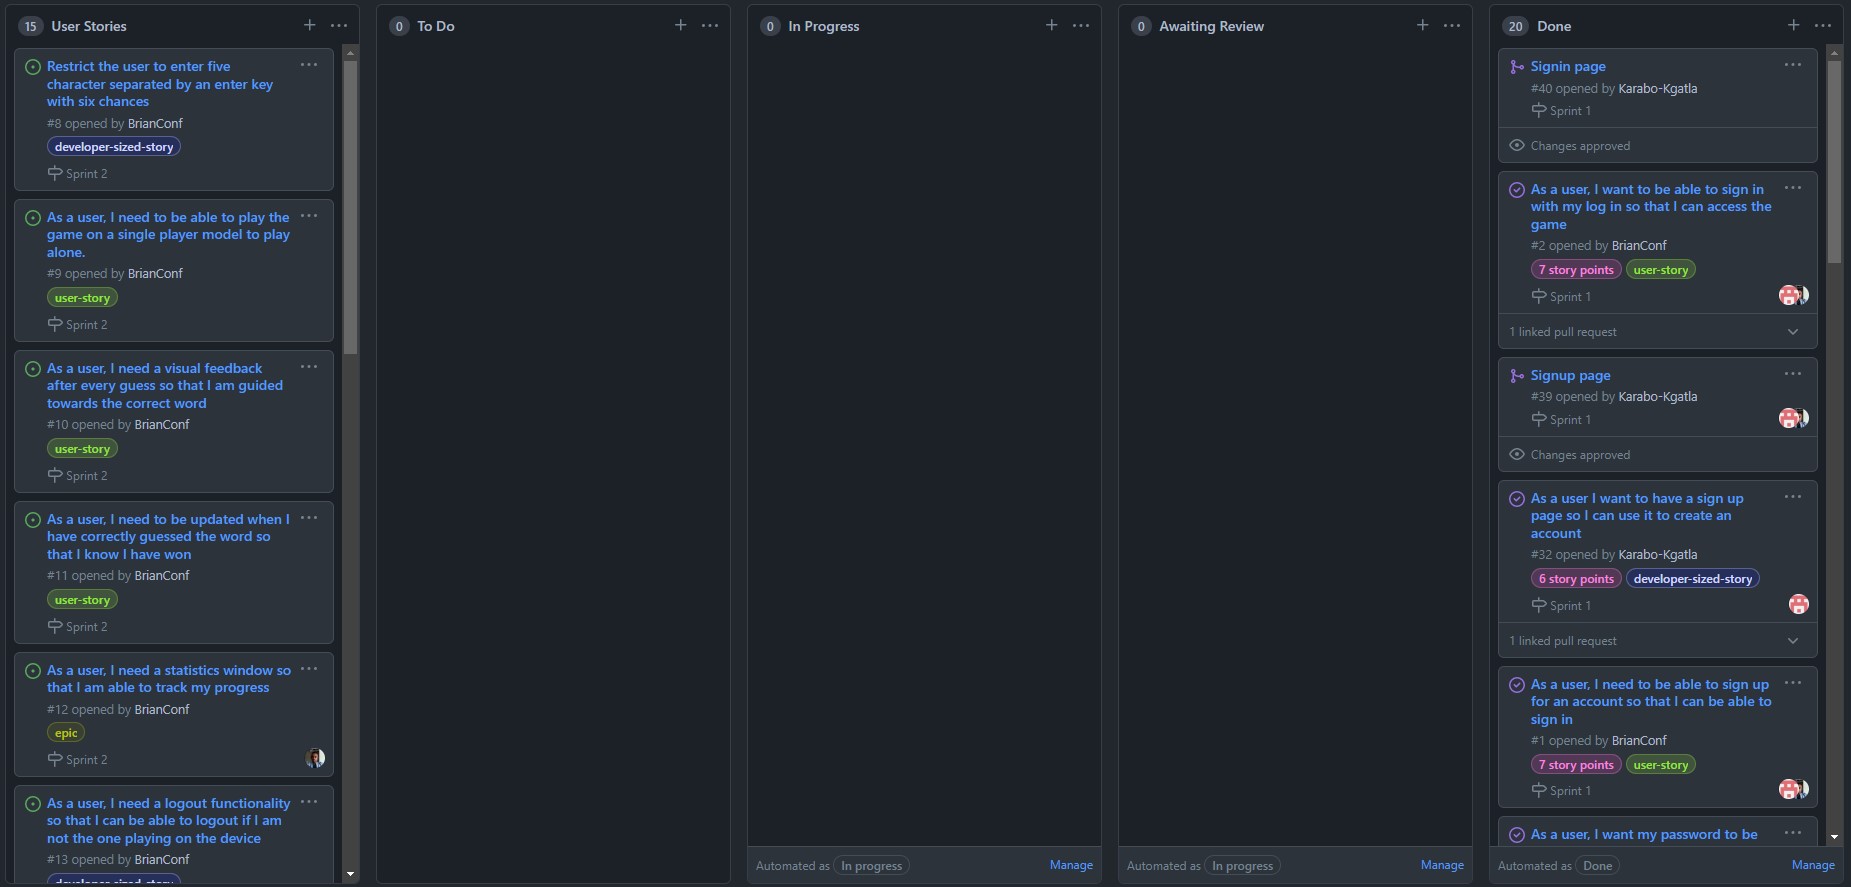 15 User Stories
Restrict the user to enter five
character separated by an enter key
with six chances
#8 opened by BrianConf
developer-sized-story
Sprint 2
As a user, I need to be able to play the
game on a single player model to play
alone.
#9 opened by BrianConf
user-story
Sprint 2
As a user, I need a visual feedback
after every guess so that I am guided
towards the correct word
#10 opened by BrianConf
user-story
Sprint 2
As a user, I need to be updated when I
have correctly guessed the word so
that I know I have won
#11 opened by BrianConf
user-story
Sprint 2
As a user, I need a statistics window so
that I am able to track my progress
#12 opened by BrianConf
epic
Sprint 2
As a user, I need a logout functionality
so that I can be able to logout if I am
not the one playing on the device
#13 opened by BrianConf
developer-sized-story
0 To Do
0 In Progress
Automated as In progress Manage
0 Awaiting Review
Automated as In progress Manage
20 Done
Signin page
#40 opened by Karabo-Kgatla
Sprint 1
Changes approved
As a user, I want to be able to sign in
with my log in so that I can access the
game
#2 opened by BrianConf
7 story points user-story
Sprint 1
1 linked pull request
Signup page
#39 opened by Karabo-Kgatla
Sprint 1
Changes approved
As a user I want to have a sign up
page so I can use it to create an
account
#32 opened by Karabo-Kgatla
6 story points developer-sized-story
Sprint 1
1 linked pull request
As a user, I need to be able to sign up
for an account so that I can be able to
sign in
#1 opened by BrianConf
7 story points user-story
Sprint 1
As a user, I want my password to be
Automated as Done Manage